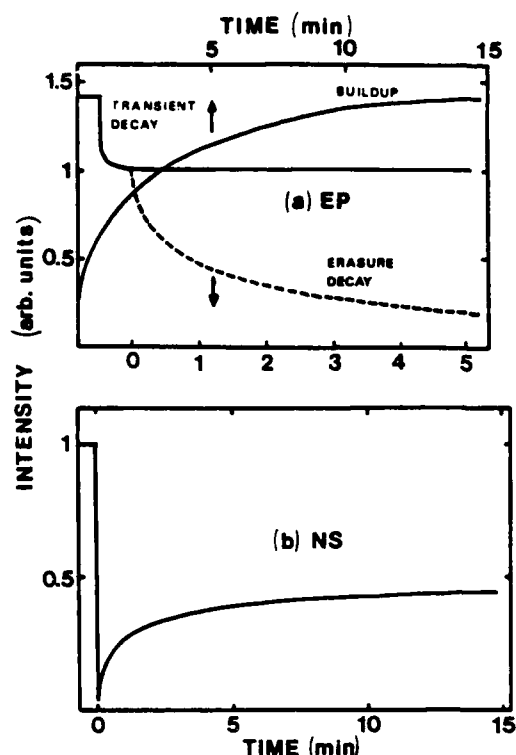 TIME (min)
5 10 15
1.5
TRANSIENT
DECAY
BUILDUP
1
(a) EP
0.5
ERASURE
DECAY
0 1 2 3 4 5
INTENSITY (arb. units)
1
(b) NS
0.5
0 5 10 15
TIME (min)